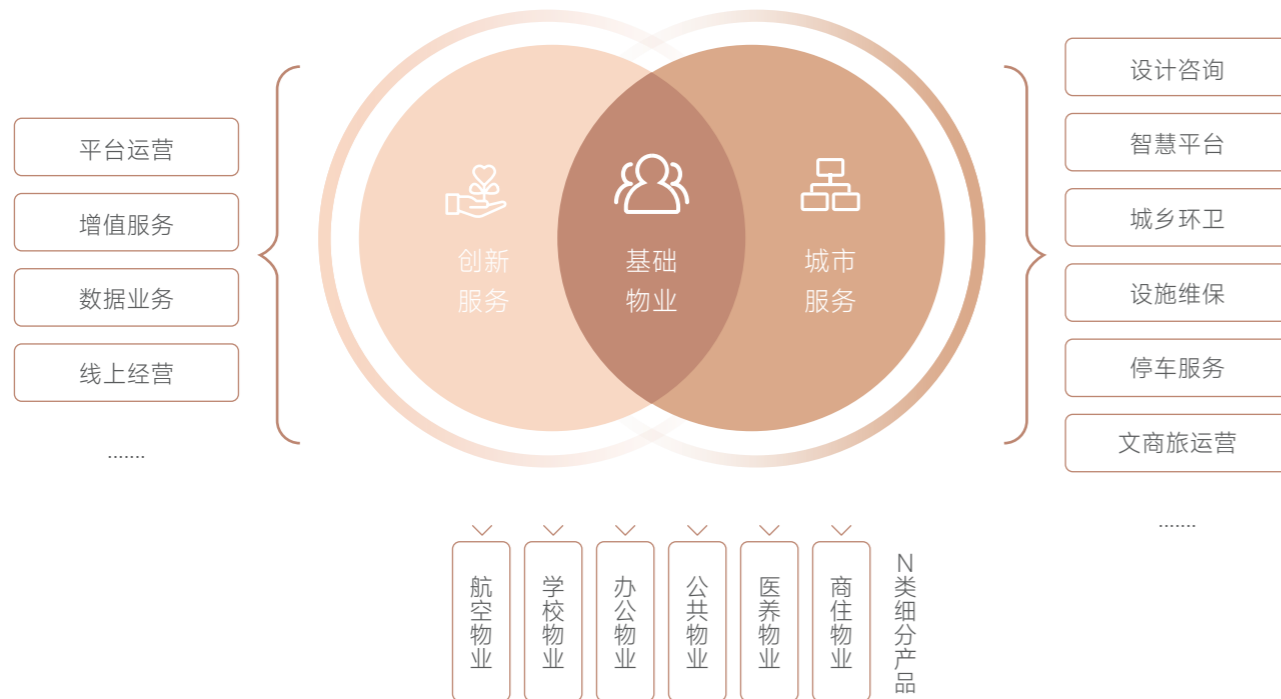 平台运营
增值服务
数据业务
线上经营
.......
创新
服务
基础
物业
城市
服务
设计咨询
智慧平台
城乡环卫
设施维保
停车服务
文商旅运营
.......
航空物业
学校物业
办公物业
公共物业
医养物业
商住物业
N类细分产品